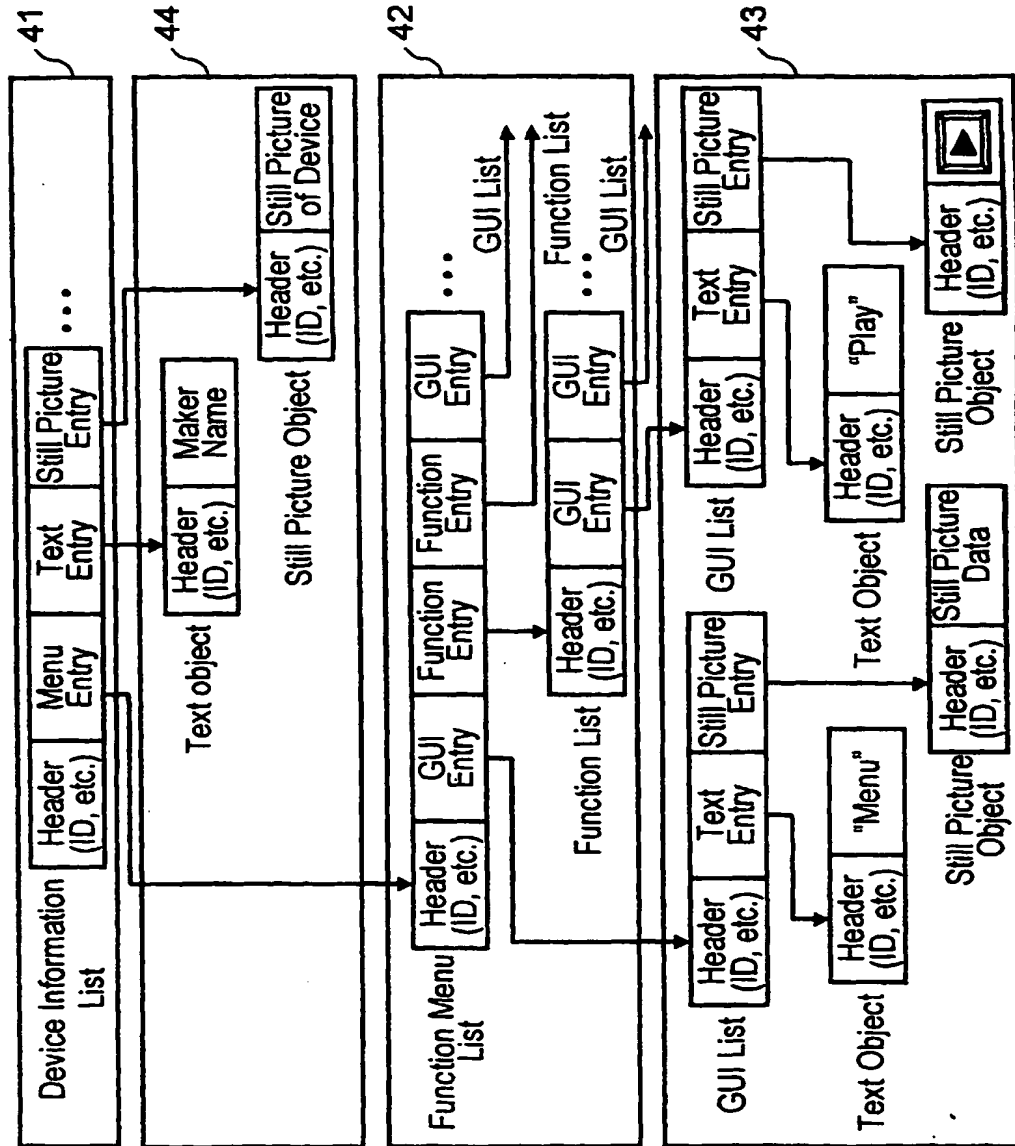 41
Device Information
List
Header
(ID, etc.)
Menu
Entry
Text
Entry
Still Picture
Entry
...
44
Text object
Header
(ID, etc.)
Maker
Name
Still Picture Object
Header
(ID, etc.)
Still Picture
of Device
42
Function Menu
List
Header
(ID, etc.)
GUI
Entry
Function
Entry
Function
Entry
GUI
Entry
...
GUI List
Function List
Function List
Header
(ID, etc.)
GUI
Entry
GUI
Entry
...
GUI List
43
GUI List
Header
(ID, etc.)
Text
Entry
Still Picture
Entry
Text Object
Header
(ID, etc.)
"Menu"
Still Picture
Object
Header
(ID, etc.)
Still Picture
Data
GUI List
Header
(ID, etc.)
Text
Entry
Still Picture
Entry
Text Object
Header
(ID, etc.)
"Play"
Still Picture
Object
Header
(ID, etc.)